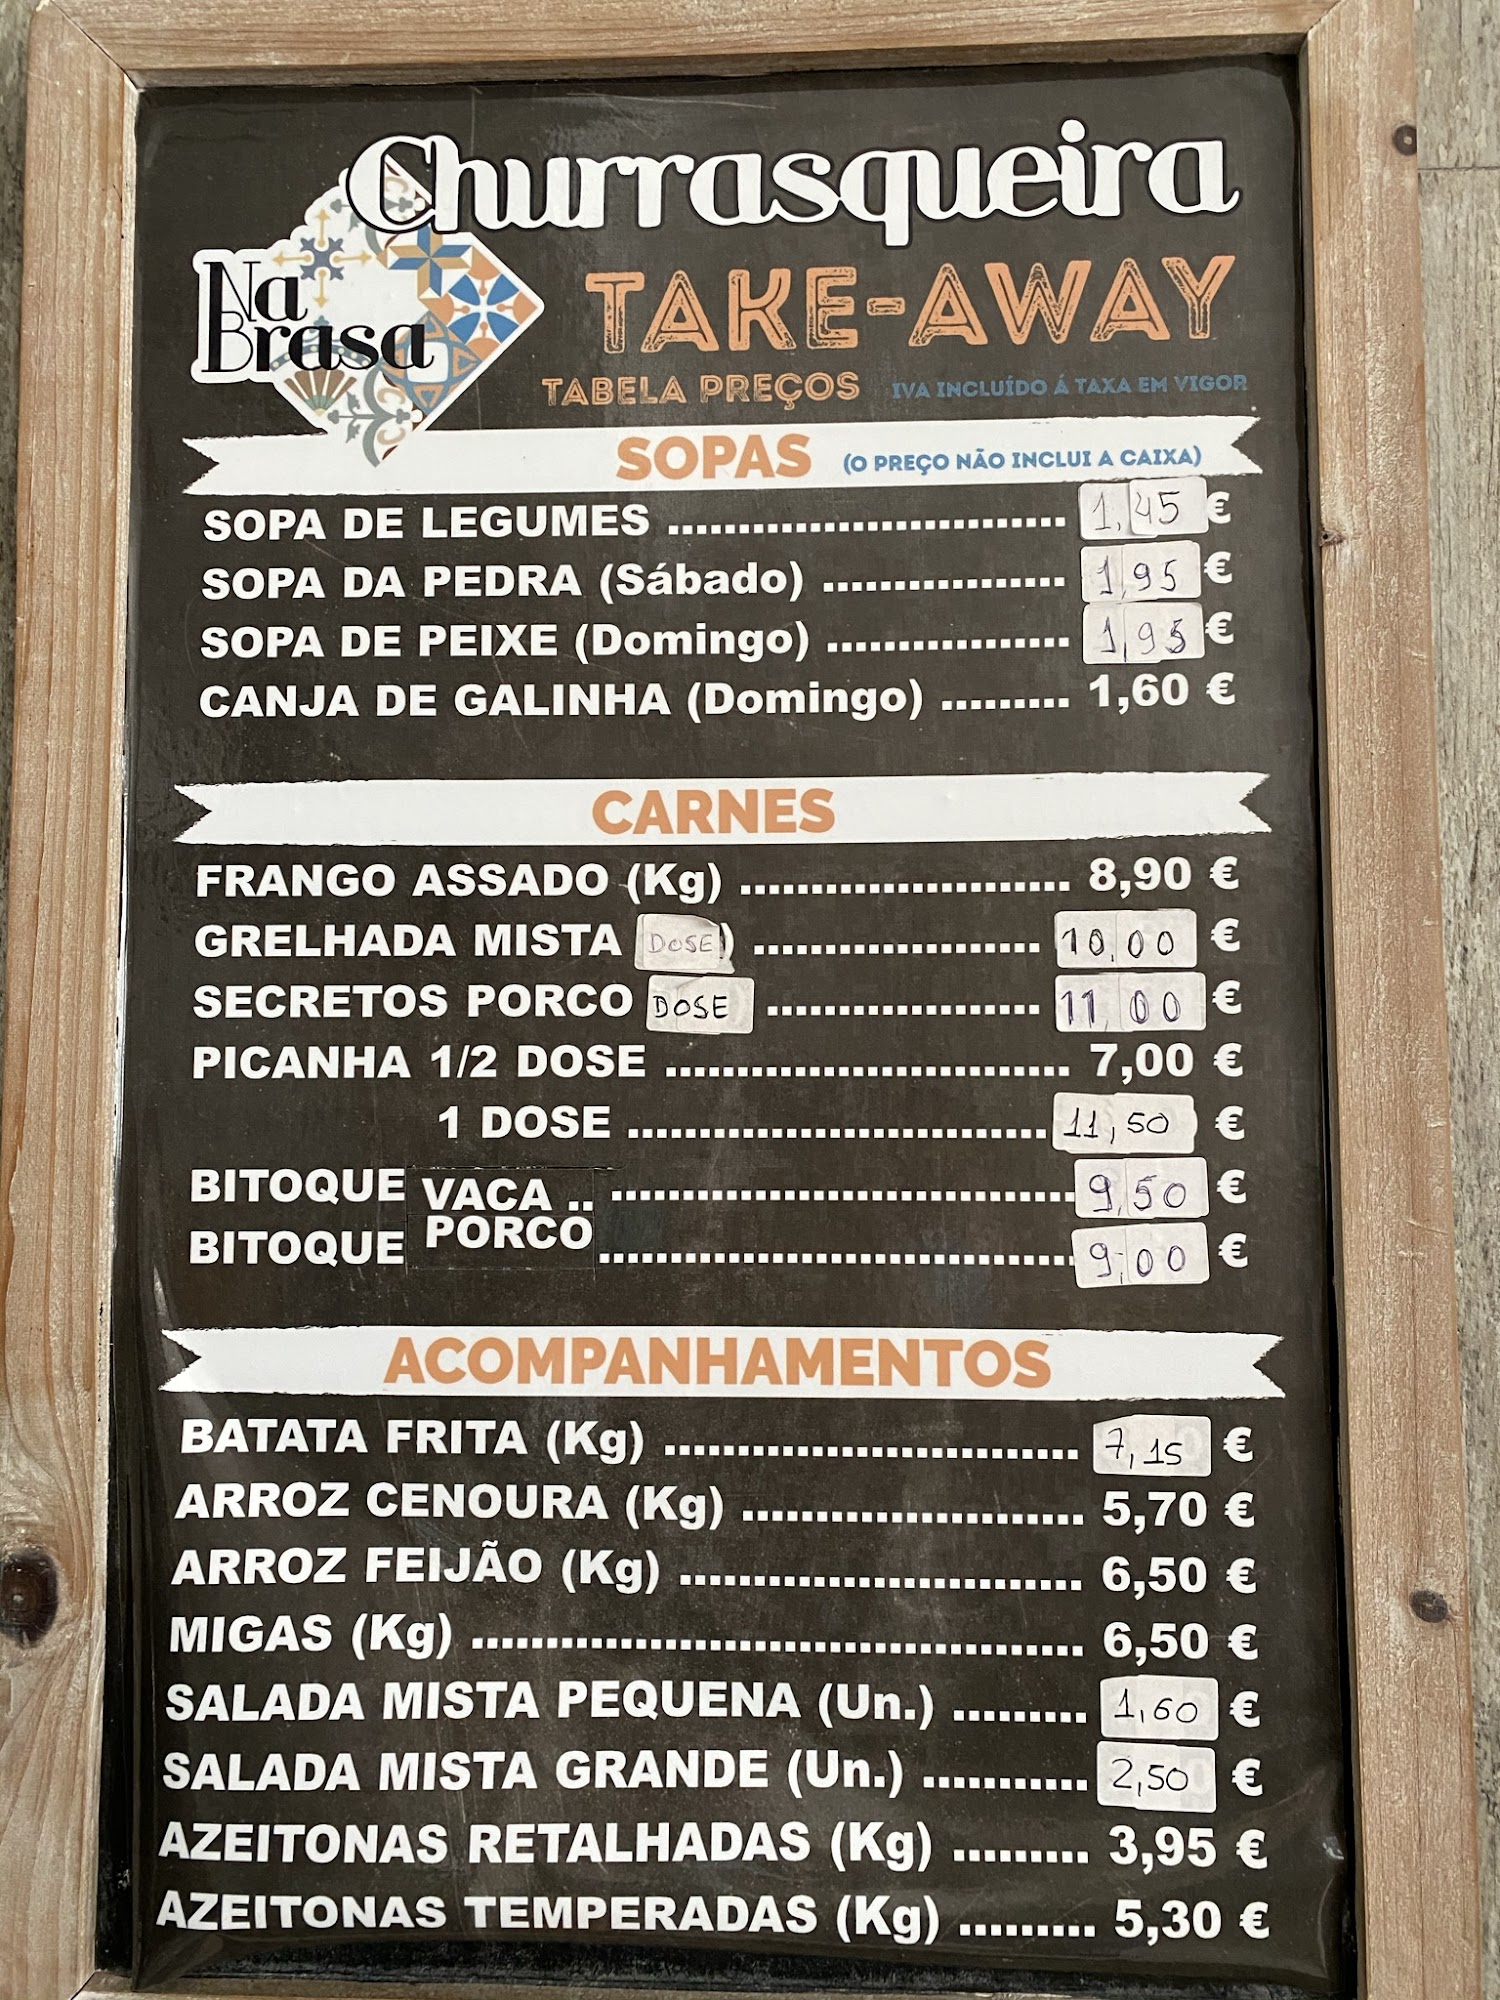 Churrasqueira
Na
Brasa
TAKE-AWAY
TABELA PREÇOS IVA INCLUÍDO Á TAXA EM VIGOR
SOPAS (O PREÇO NÃO INCLUI A CAIXA)
SOPA DE LEGUMES ............................ 1,45 €
SOPA DA PEDRA (Sábado) ................. 1,95 €
SOPA DE PEIXE (Domingo) ................. 1,95 €
CANJA DE GALINHA (Domingo) ......... 1,60 €
CARNES
FRANGO ASSADO (Kg) ....................... 8,90 €
GRELHADA MISTA DOSE) .................... 10,00 €
SECRETOS PORCO DOSE ................... 11,00 €
PICANHA 1/2 DOSE ............................ 7,00 €
1 DOSE ............................. 11,50 €
BITOQUE VACA .. ................................ 9,50 €
BITOQUE PORCO ................................. 9,00 €
ACOMPANHAMENTOS
BATATA FRITA (Kg) ............................. 7,15 €
ARROZ CENOURA (Kg) ........................ 5,70 €
ARROZ FEIJÃO (Kg) ............................ 6,50 €
MIGAS (Kg) .......................................... 6,50 €
SALADA MISTA PEQUENA (Un.) ......... 1,60 €
SALADA MISTA GRANDE (Un.) ........... 2,50 €
AZEITONAS RETALHADAS (Kg) ......... 3,95 €
AZEITONAS TEMPERADAS (Kg) ......... 5,30 €